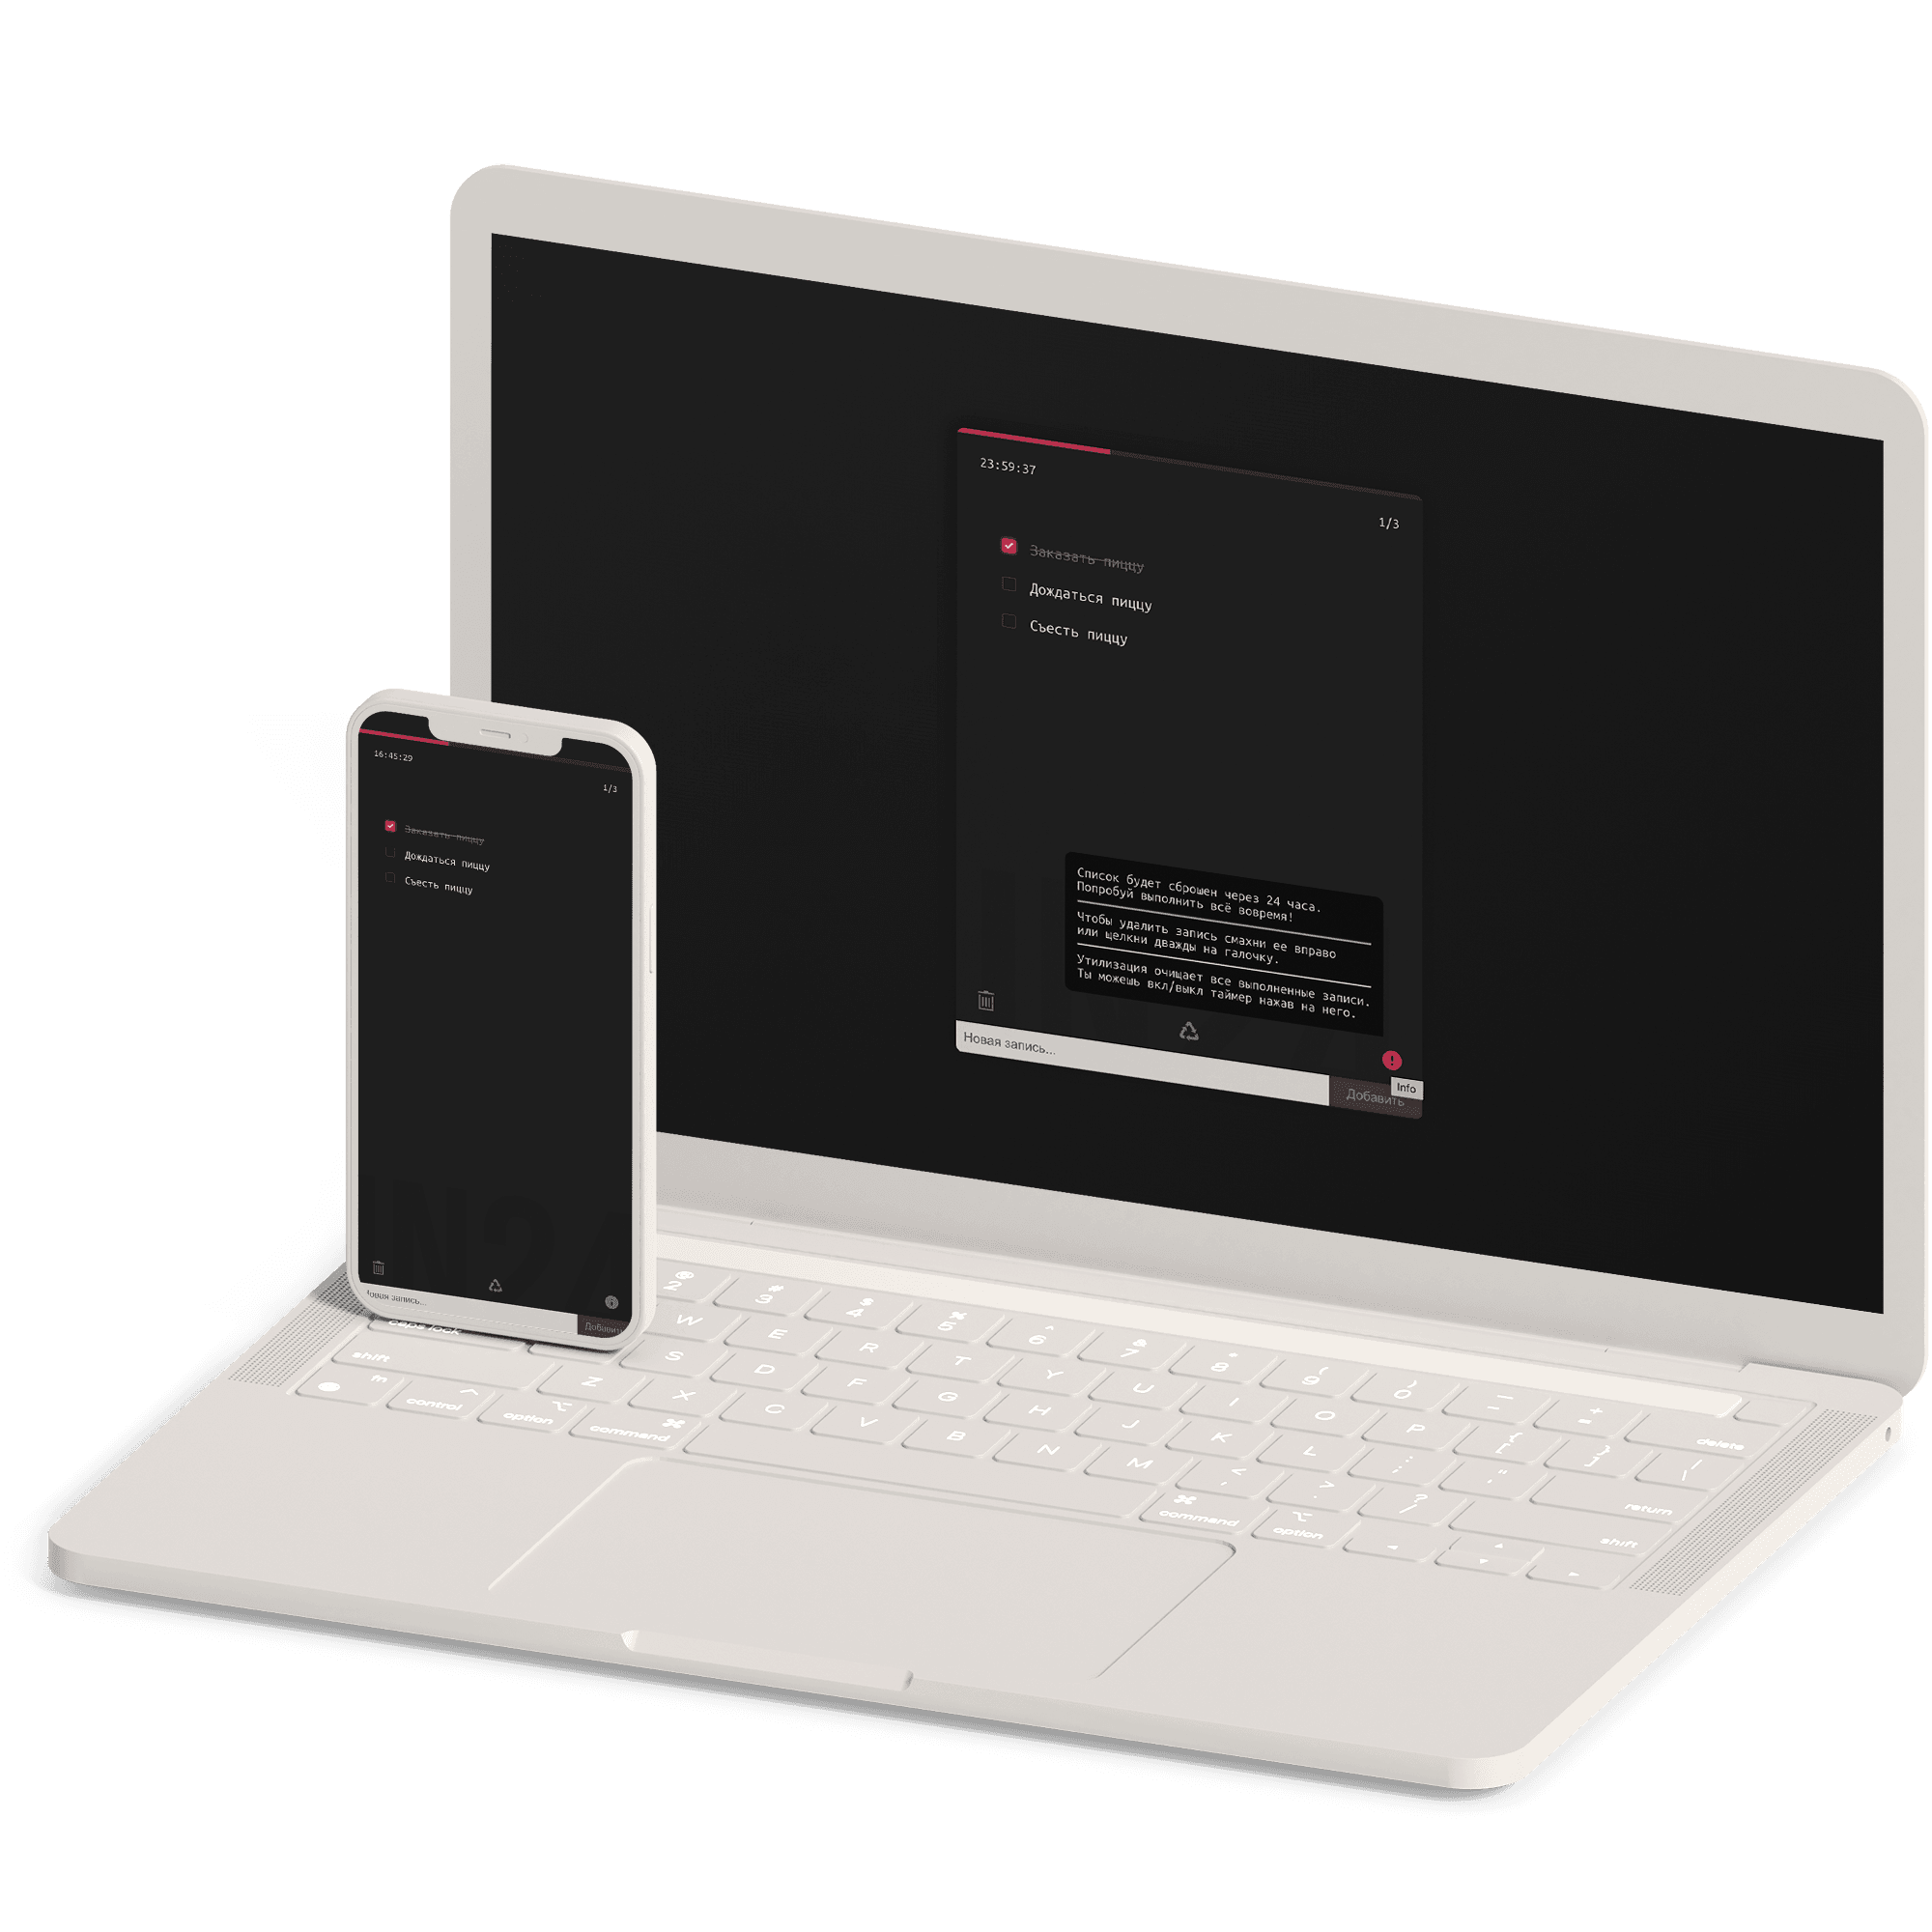 23:59:37
1/3
Заказать пиццу
Дождаться пиццу
Съесть пиццу
Список будет сброшен через 24 часа.
Попробуй выполнить всё вовремя!
Чтобы удалить запись смахни ее вправо
или щелкни дважды на галочку.
Утилизация очищает все выполненные записи.
Ты можешь вкл/выкл таймер нажав на него.
Новая запись...
Добавить
Info
16:45:29
1/3
Заказать пиццу
Дождаться пиццу
Съесть пиццу
IN24
Новая запись...
Добавить
@ 2 # 3 $ 4 % 5 ^ 6 & 7 * 8 ( 9 ) 0 _ - + = delete
W E R T Y U I O P { [ } ] | \
caps lock S D F G H J K L : ; " ' return
shift Z X C V B N M < , > . ? / shift
fn control option command command option